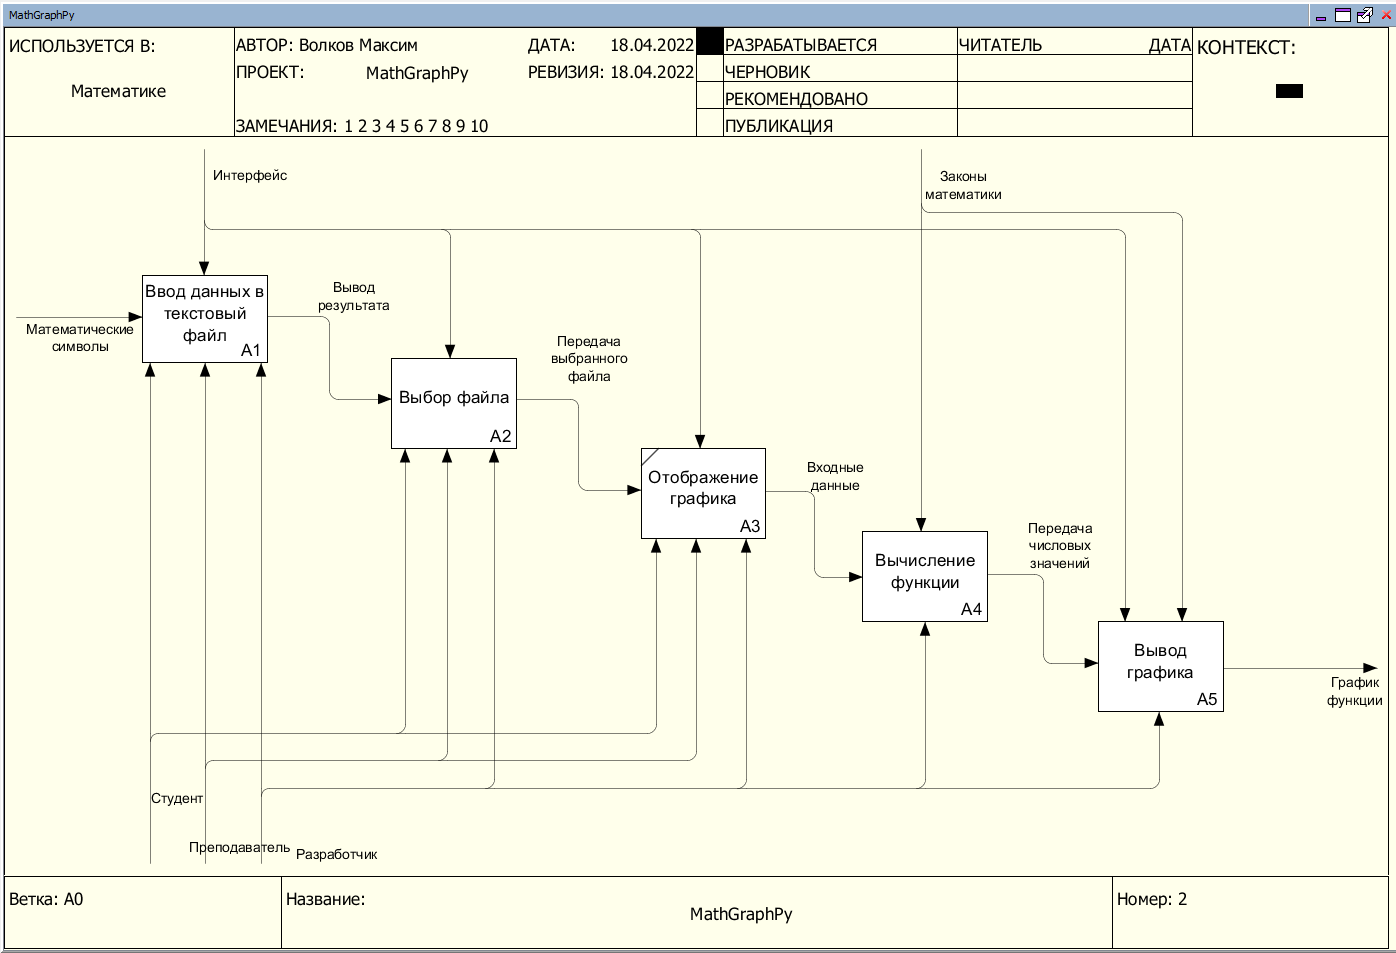 MathGraphPy
ИСПОЛЬЗУЕТСЯ В:
Математике
АВТОР: Волков Максим
ДАТА: 18.04.2022
ПРОЕКТ: MathGraphPy
РЕВИЗИЯ: 18.04.2022
ЗАМЕЧАНИЯ: 1 2 3 4 5 6 7 8 9 10
РАЗРАБАТЫВАЕТСЯ
ЧЕРНОВИК
РЕКОМЕНДОВАНО
ПУБЛИКАЦИЯ
ЧИТАТЕЛЬ
ДАТА
КОНТЕКСТ:
Интерфейс
Законы
математики
Математические
символы
Ввод данных в
текстовый
файл
A1
Вывод
результата
Выбор файла
A2
Передача
выбранного
файла
Отображение
графика
A3
Входные
данные
Вычисление
функции
A4
Передача
числовых
значений
Вывод
графика
A5
График
функции
Студент
Преподаватель
Разработчик
Ветка: A0
Название:
MathGraphPy
Номер: 2